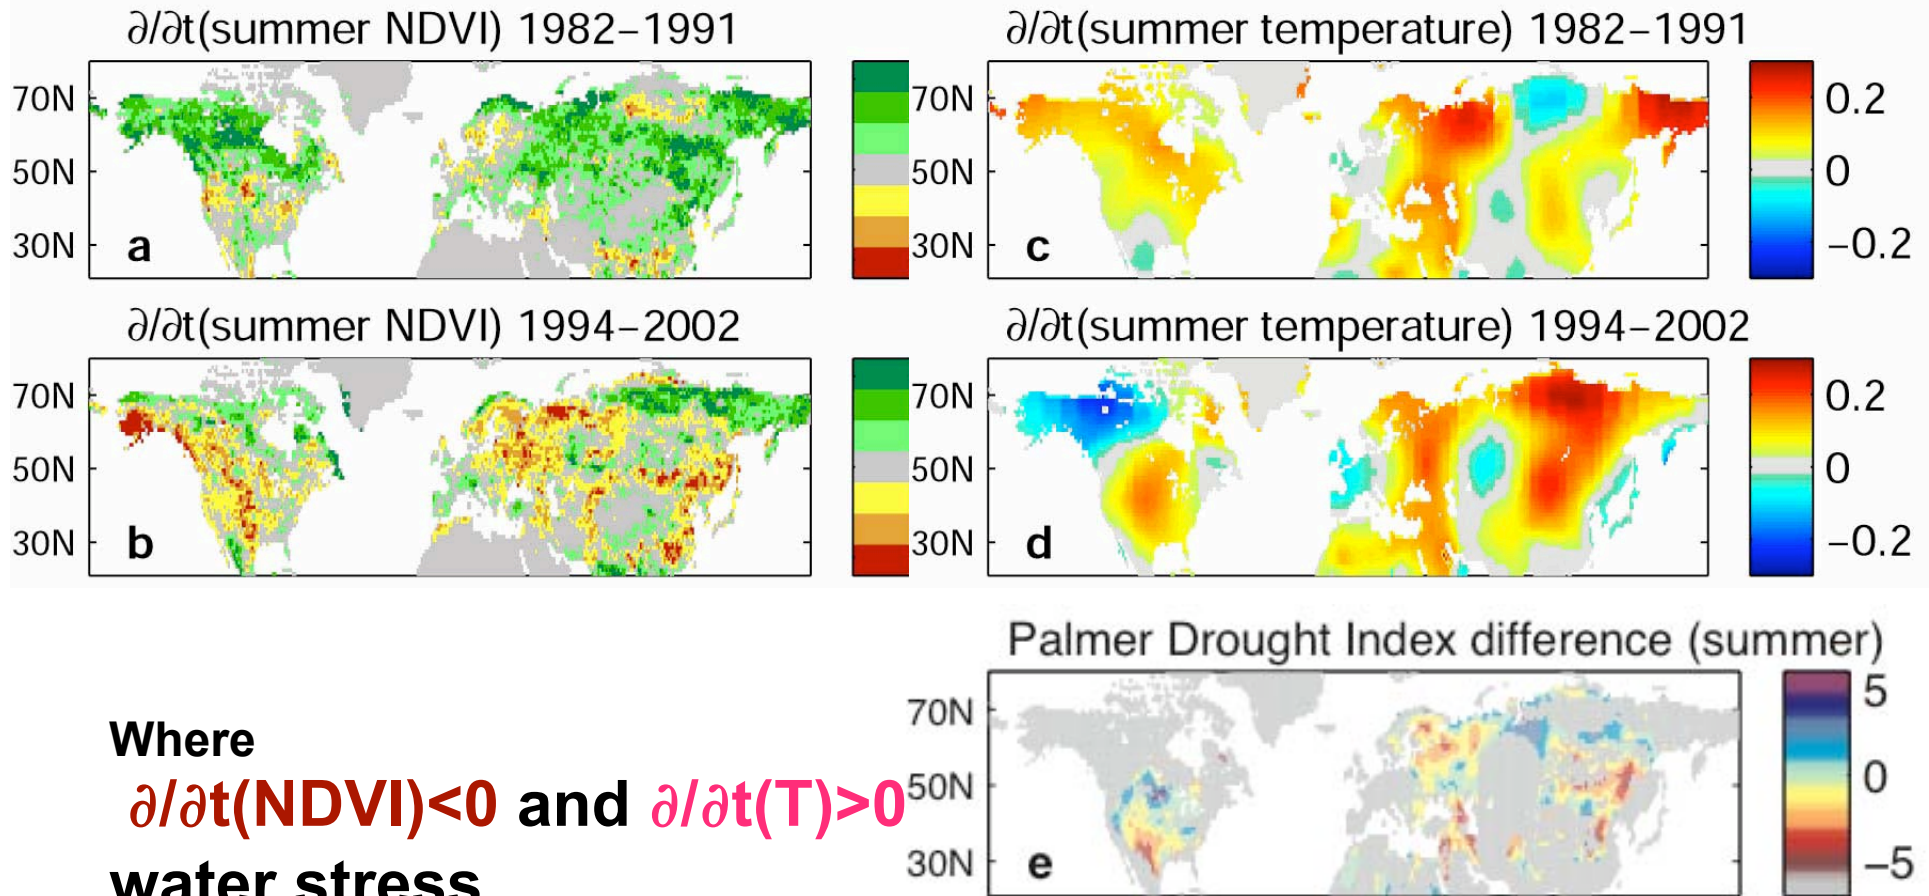 ∂/∂t(summer NDVI) 1982−1991
70N
50N
30N
a
∂/∂t(summer temperature) 1982−1991
70N
50N
30N
c
0.2
0
−0.2
∂/∂t(summer NDVI) 1994−2002
70N
50N
30N
b
∂/∂t(summer temperature) 1994−2002
70N
50N
30N
d
0.2
0
−0.2
Palmer Drought Index difference (summer)
70N
50N
30N
e
5
0
−5
Where
∂/∂t(NDVI)<0 and ∂/∂t(T)>0
water stress